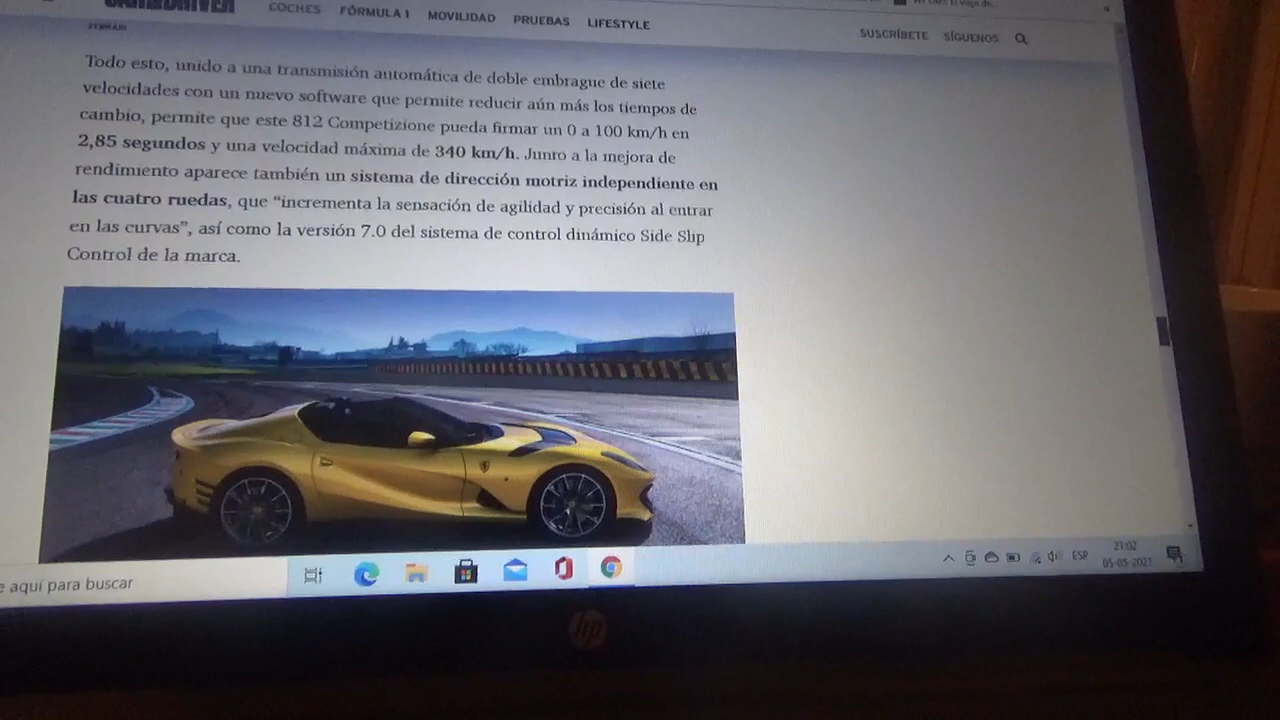 CAR&DRIVER
COCHES FÓRMULA 1 MOVILIDAD PRUEBAS LIFESTYLE
SUSCRÍBETE SÍGUENOS
FERRARI
Todo esto, unido a una transmisión automática de doble embrague de siete
velocidades con un nuevo software que permite reducir aún más los tiempos de
cambio, permite que este 812 Competizione pueda firmar un 0 a 100 km/h en
2,85 segundos y una velocidad máxima de 340 km/h. Junto a la mejora de
rendimiento aparece también un sistema de dirección motriz independiente en
las cuatro ruedas, que “incrementa la sensación de agilidad y precisión al entrar
en las curvas”, así como la versión 7.0 del sistema de control dinámico Side Slip
Control de la marca.
e aquí para buscar
ESP
21:02
05-05-2021
hp